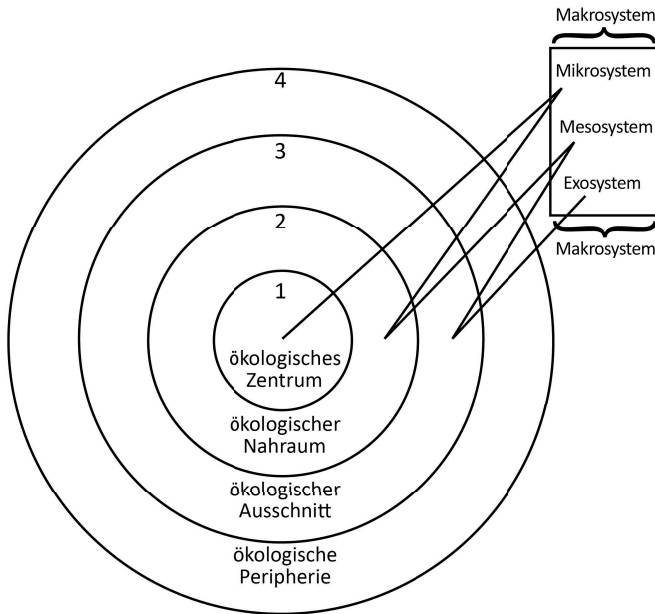 Makrosystem
Mikrosystem
Mesosystem
Exosystem
Makrosystem
4
3
2
1
ökologisches
Zentrum
ökologischer
Nahraum
ökologischer
Ausschnitt
ökologische
Peripherie